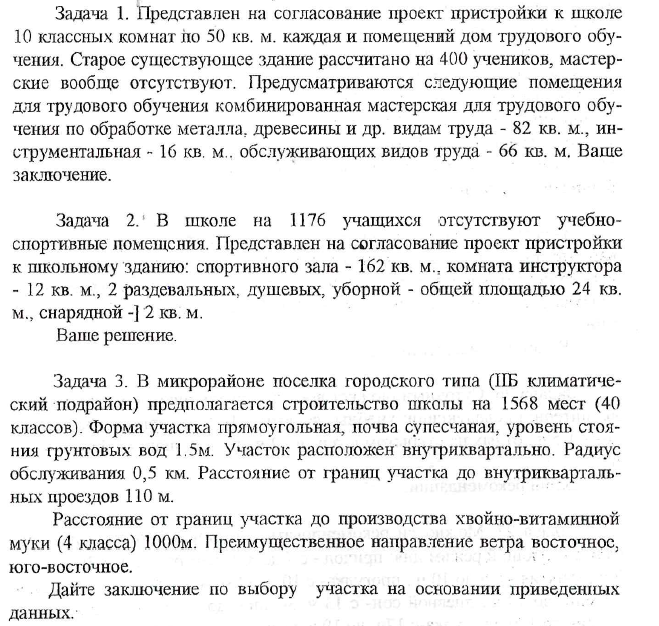 Задача 1. Представлен на согласование проект пристройки к школе
10 классных комнат по 50 кв. м. каждая и помещений дом трудового обу-
чения. Старое существующее здание рассчитано на 400 учеников, мастер-
ские вообще отсутствуют. Предусматриваются следующие помещения
для трудового обучения комбинированная мастерская для трудового обу-
чения по обработке металла, древесины и др. видам труда - 82 кв. м., ин-
струментальная - 16 кв. м., обслуживающих видов труда - 66 кв. м. Ваше
заключение.
Задача 2. В школе на 1176 учащихся отсутствуют учебно-
спортивные помещения. Представлен на согласование проект пристройки
к школьному зданию: спортивного зала - 162 кв. м., комната инструктора
- 12 кв. м., 2 раздевальных, душевых, уборной - общей площадью 24 кв.
м., снарядной -] 2 кв. м.
Ваше решение.
Задача 3. В микрорайоне поселка городского типа (IIБ климатиче-
ский подрайон) предполагается строительство школы на 1568 мест (40
классов). Форма участка прямоугольная, почва супесчаная, уровень стоя-
ния грунтовых вод 1.5м. Участок расположен внутриквартально. Радиус
обслуживания 0,5 км. Расстояние от границ участка до внутрикварталь-
ных проездов 110 м.
Расстояние от границ участка до производства хвойно-витаминной
муки (4 класса) 1000м. Преимущественное направление ветра восточное,
юго-восточное.
Дайте заключение по выбору участка на основании приведенных
данных.